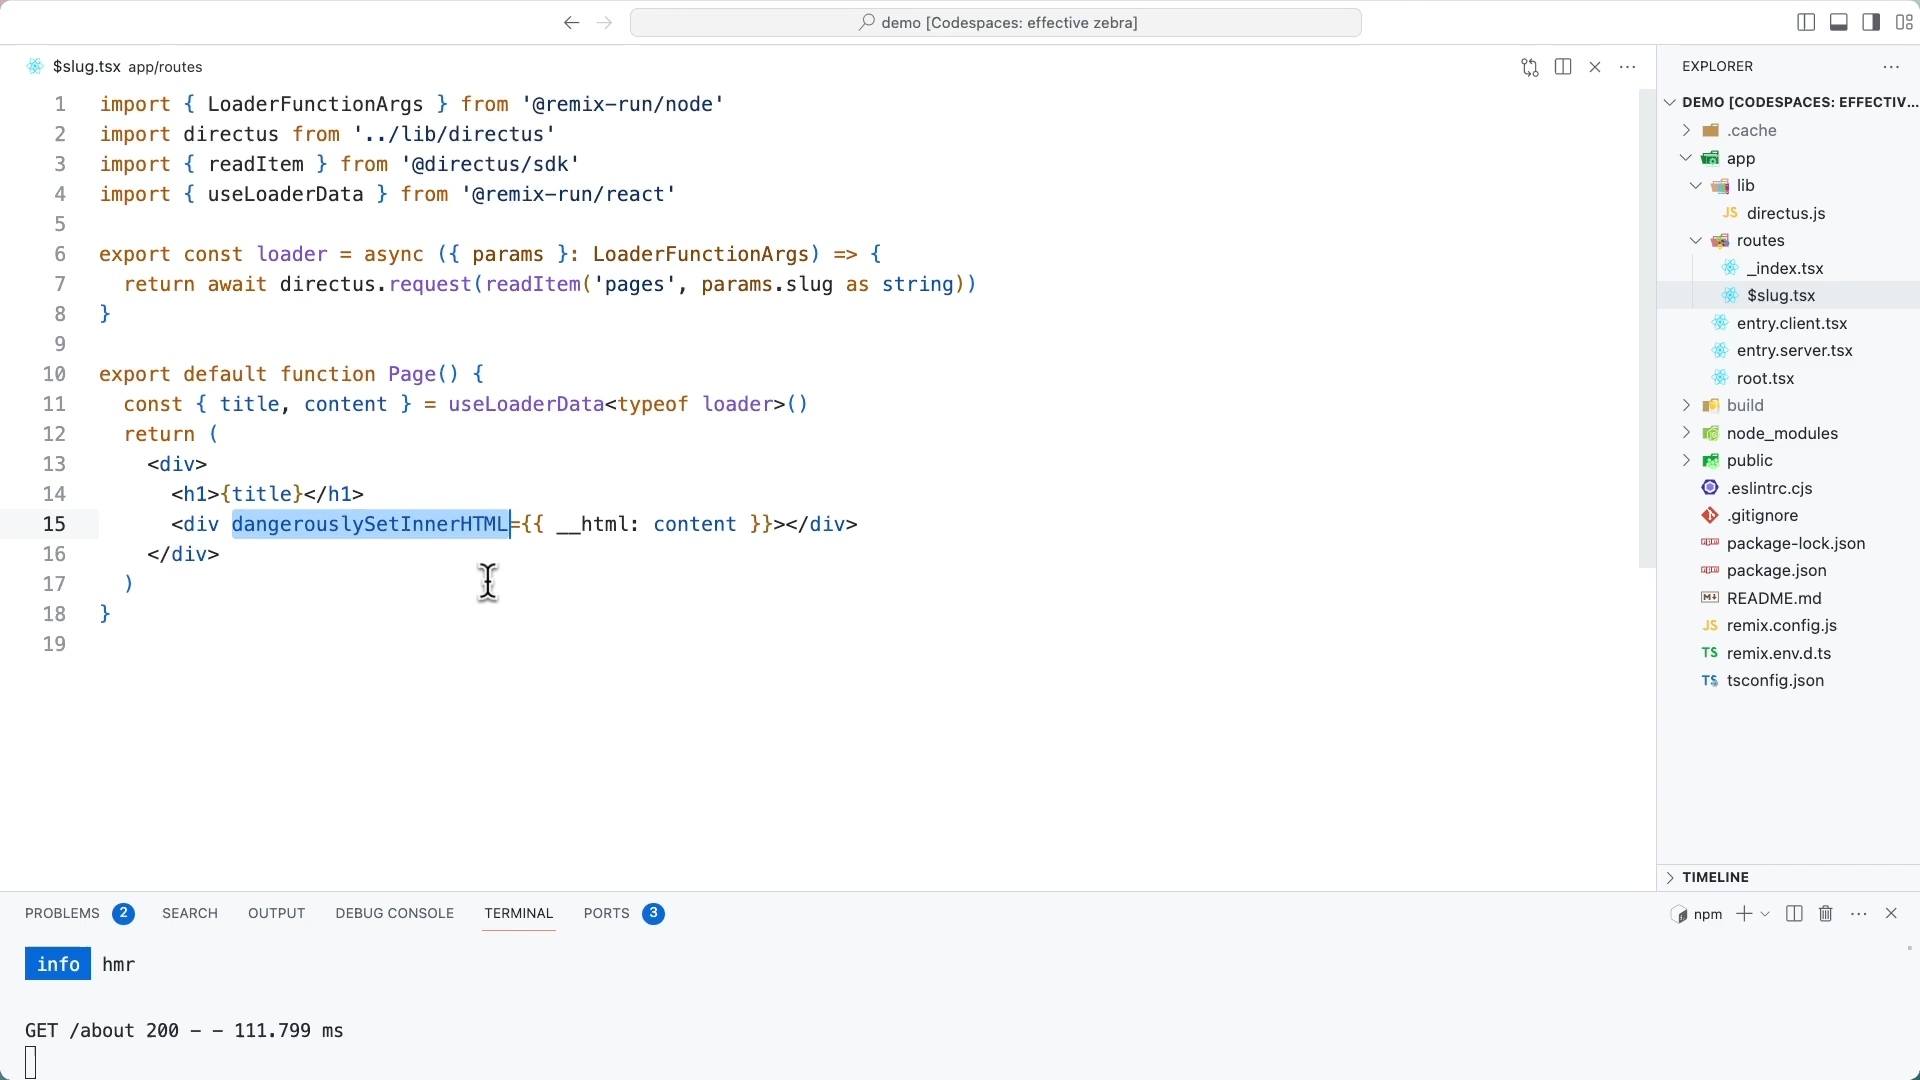 demo [Codespaces: effective zebra]
$slug.tsx app/routes
1 import { LoaderFunctionArgs } from '@remix-run/node'
2 import directus from '../lib/directus'
3 import { readItem } from '@directus/sdk'
4 import { useLoaderData } from '@remix-run/react'
5
6 export const loader = async ({ params }: LoaderFunctionArgs) => {
7 return await directus.request(readItem('pages', params.slug as string))
8 }
9
10 export default function Page() {
11 const { title, content } = useLoaderData<typeof loader>()
12 return (
13 <div>
14 <h1>{title}</h1>
15 <div dangerouslySetInnerHTML={{ __html: content }}></div>
16 </div>
17 )
18 }
19
EXPLORER
DEMO [CODESPACES: EFFECTIV...
.cache
app
lib
JS directus.js
routes
_index.tsx
$slug.tsx
entry.client.tsx
entry.server.tsx
root.tsx
build
node_modules
public
.eslintrc.cjs
.gitignore
package-lock.json
package.json
README.md
JS remix.config.js
TS remix.env.d.ts
TS tsconfig.json
TIMELINE
PROBLEMS 2 SEARCH OUTPUT DEBUG CONSOLE TERMINAL PORTS 3
npm
info hmr
GET /about 200 - - 111.799 ms